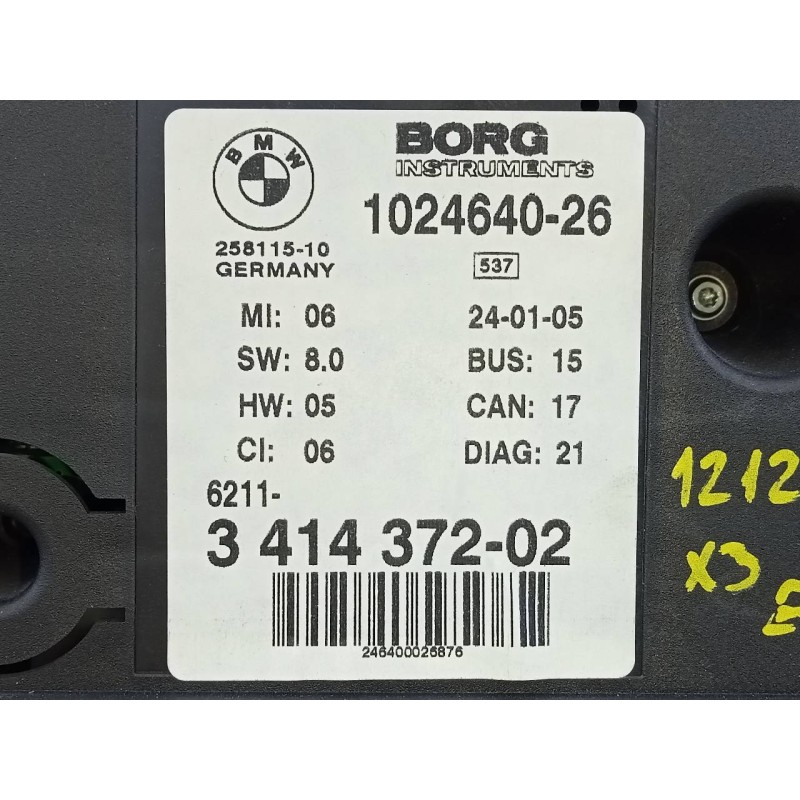 BMW
BORG
INSTRUMENTS
258115-10
GERMANY
1024640-26
537
MI: 06
24-01-05
SW: 8.0
BUS: 15
HW: 05
CAN: 17
CI: 06
DIAG: 21
6211-
3 414 372-02
246400026876
1212
X3
E